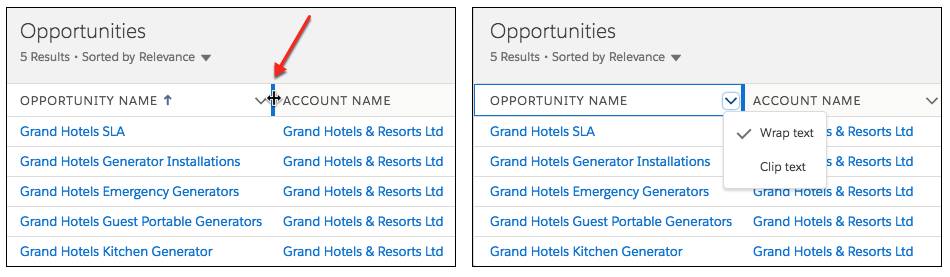 Opportunities
5 Results • Sorted by Relevance
OPPORTUNITY NAME ACCOUNT NAME
Grand Hotels SLA Grand Hotels & Resorts Ltd
Grand Hotels Generator Installations Grand Hotels & Resorts Ltd
Grand Hotels Emergency Generators Grand Hotels & Resorts Ltd
Grand Hotels Guest Portable Generators Grand Hotels & Resorts Ltd
Grand Hotels Kitchen Generator Grand Hotels & Resorts Ltd
Opportunities
5 Results • Sorted by Relevance
OPPORTUNITY NAME ACCOUNT NAME
Wrap text
Clip text
Grand Hotels SLA Grand Hotels & Resorts Ltd
Grand Hotels Generator Installations Grand Hotels & Resorts Ltd
Grand Hotels Emergency Generators Grand Hotels & Resorts Ltd
Grand Hotels Guest Portable Generators Grand Hotels & Resorts Ltd
Grand Hotels Kitchen Generator Grand Hotels & Resorts Ltd